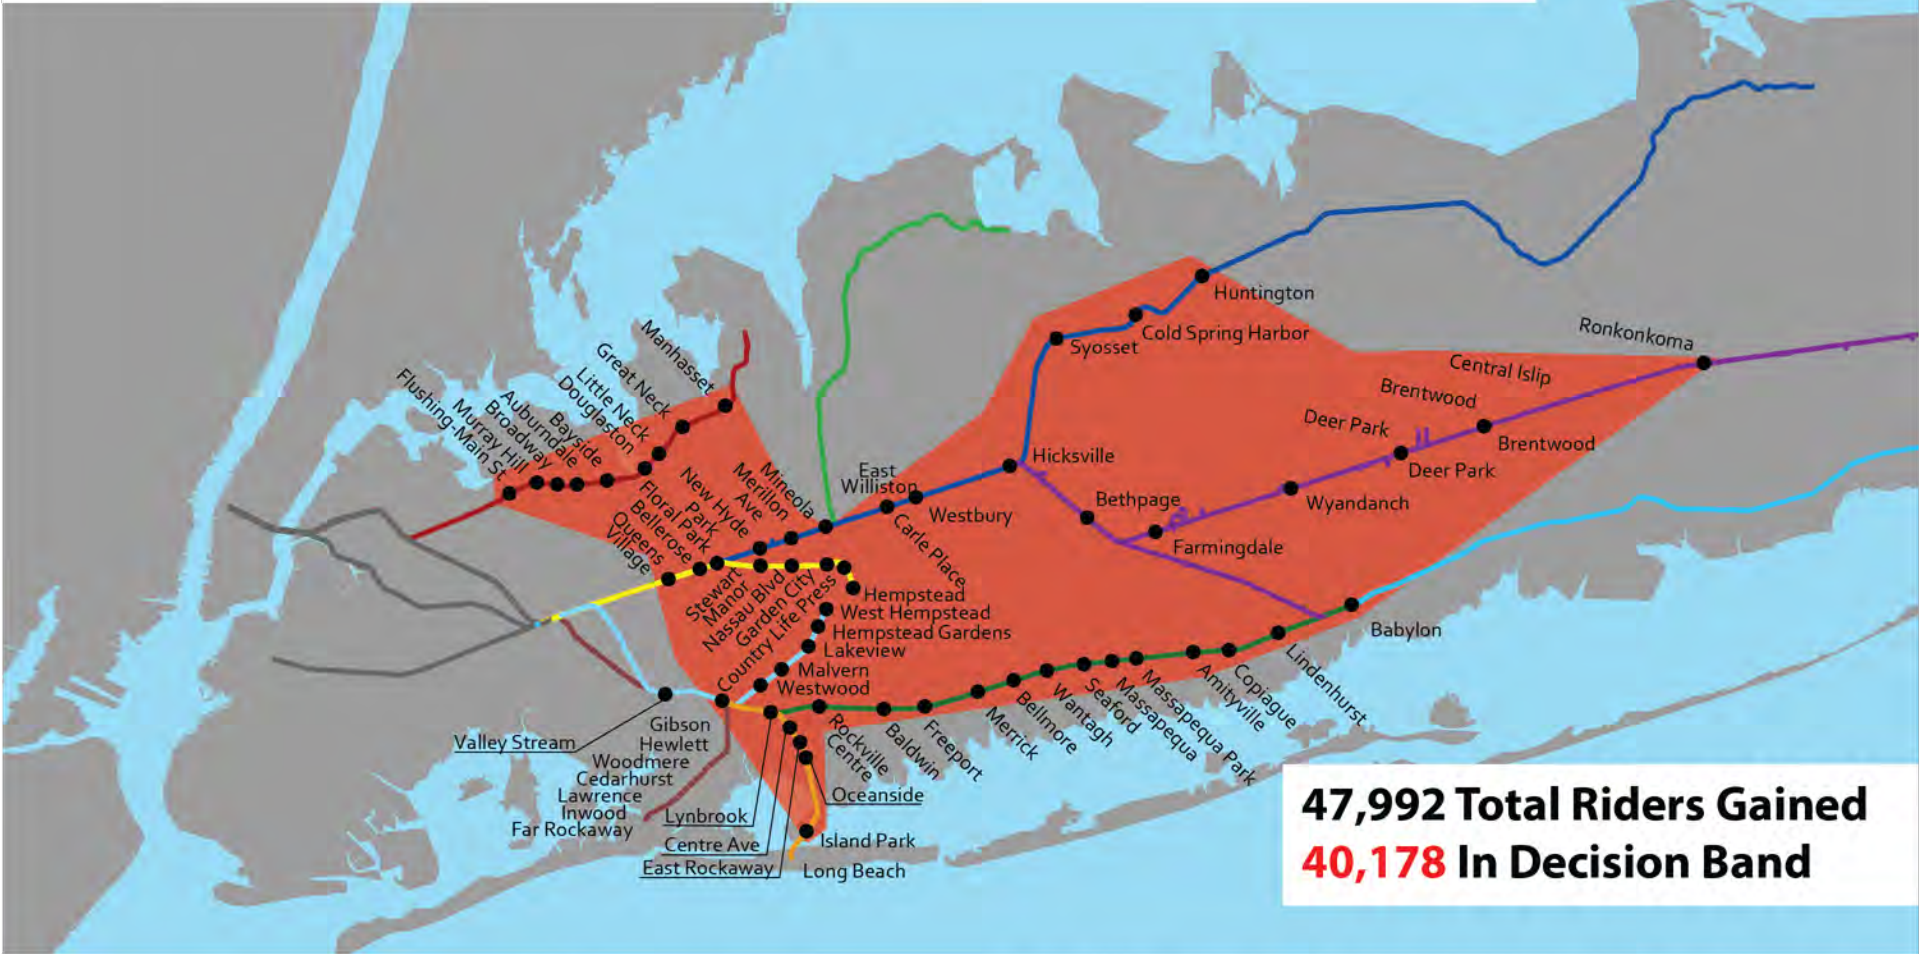 Manhasset
Great Neck
Little Neck
Douglaston
Bayside
Auburndale
Broadway
Murray Hill
Flushing-Main St
Mineola
Merillon
Ave
New Hyde
Park
Floral Park
Bellerose
Queens
Village
East
Williston
Westbury
Carle Place
Hicksville
Syosset
Cold Spring Harbor
Huntington
Bethpage
Farmingdale
Wyandanch
Deer Park
Deer Park
Brentwood
Brentwood
Central Islip
Ronkonkoma
Stewart
Manor
Nassau Blvd
Garden City
Country Life Press
Hempstead
West Hempstead
Hempstead Gardens
Lakeview
Malvern
Westwood
Valley Stream
Gibson
Hewlett
Woodmere
Cedarhurst
Lawrence
Inwood
Far Rockaway
Lynbrook
Centre Ave
East Rockaway
Oceanside
Island Park
Long Beach
Rockville
Centre
Baldwin
Freeport
Merrick
Bellmore
Wantagh
Seaford
Massapequa
Massapequa Park
Amityville
Copiague
Lindenhurst
Babylon
47,992 Total Riders Gained
40,178 In Decision Band